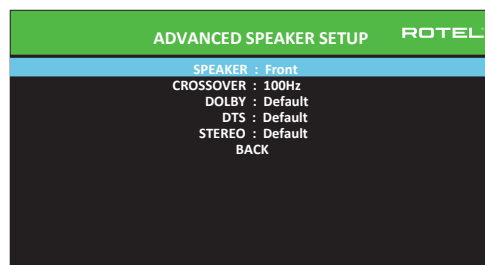 ADVANCED SPEAKER SETUP ROTEL
SPEAKER : Front
CROSSOVER : 100Hz
DOLBY : Default
DTS : Default
STEREO : Default
BACK